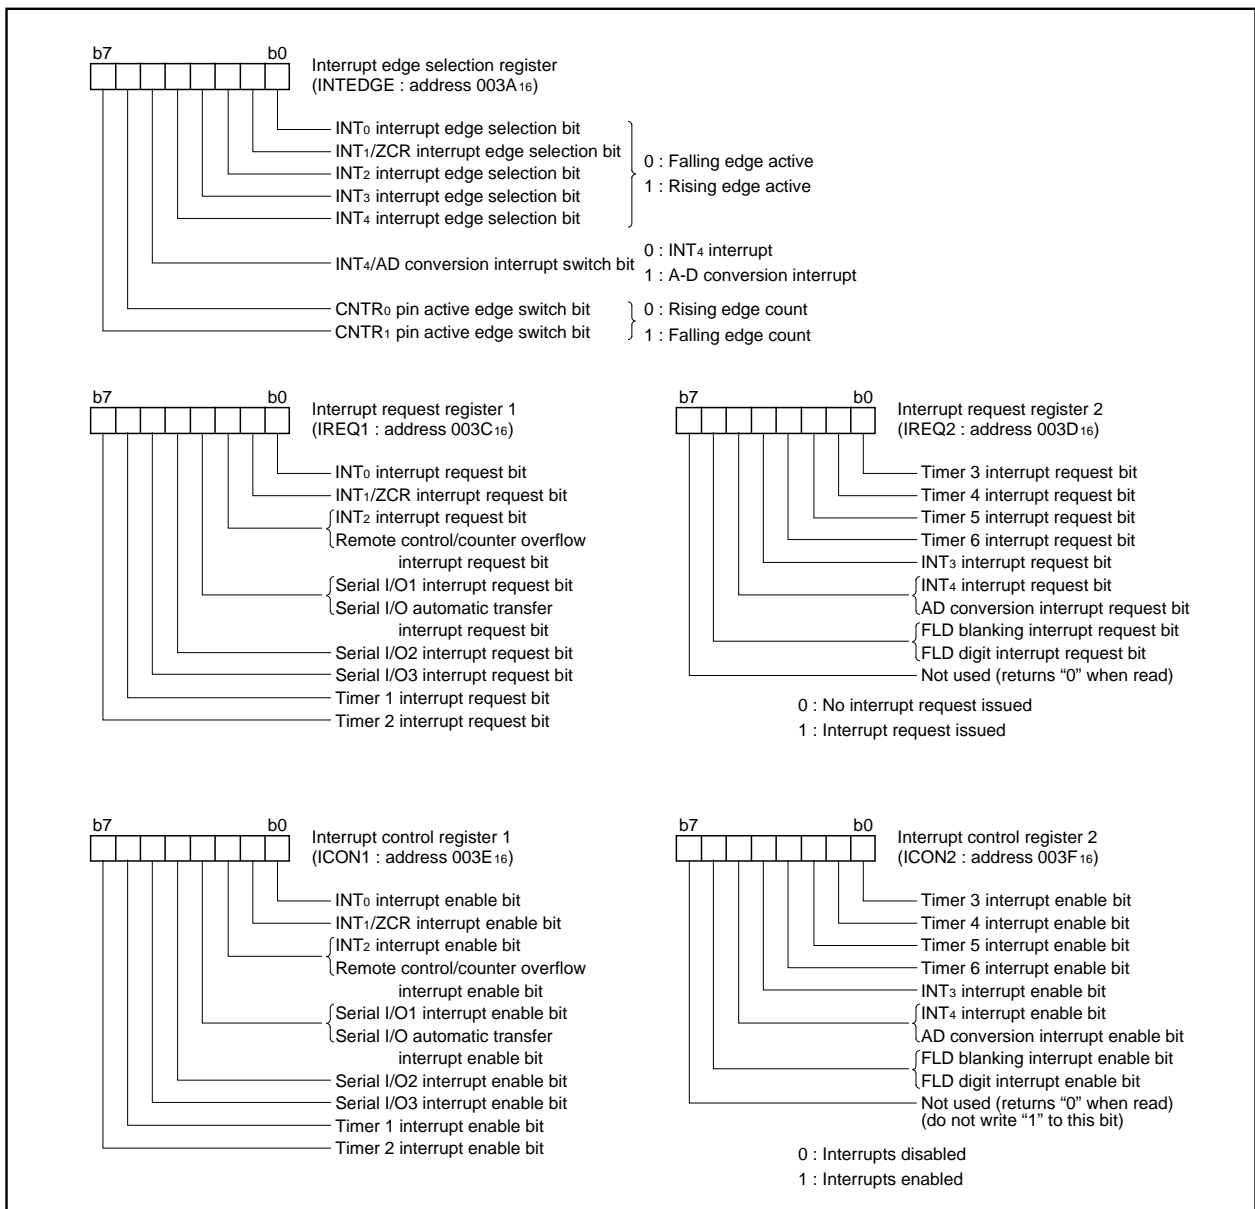 b7 b0
Interrupt edge selection register
(INTEDGE : address 003A16)
INT0 interrupt edge selection bit
INT1/ZCR interrupt edge selection bit
INT2 interrupt edge selection bit
INT3 interrupt edge selection bit
INT4 interrupt edge selection bit
0 : Falling edge active
1 : Rising edge active
INT4/AD conversion interrupt switch bit
0 : INT4 interrupt
1 : A-D conversion interrupt
CNTR0 pin active edge switch bit
CNTR1 pin active edge switch bit
0 : Rising edge count
1 : Falling edge count
b7 b0
Interrupt request register 1
(IREQ1 : address 003C16)
INT0 interrupt request bit
INT1/ZCR interrupt request bit
INT2 interrupt request bit
Remote control/counter overflow
interrupt request bit
Serial I/O1 interrupt request bit
Serial I/O automatic transfer
interrupt request bit
Serial I/O2 interrupt request bit
Serial I/O3 interrupt request bit
Timer 1 interrupt request bit
Timer 2 interrupt request bit
b7 b0
Interrupt request register 2
(IREQ2 : address 003D16)
Timer 3 interrupt request bit
Timer 4 interrupt request bit
Timer 5 interrupt request bit
Timer 6 interrupt request bit
INT3 interrupt request bit
INT4 interrupt request bit
AD conversion interrupt request bit
FLD blanking interrupt request bit
FLD digit interrupt request bit
Not used (returns “0” when read)
0 : No interrupt request issued
1 : Interrupt request issued
b7 b0
Interrupt control register 1
(ICON1 : address 003E16)
INT0 interrupt enable bit
INT1/ZCR interrupt enable bit
INT2 interrupt enable bit
Remote control/counter overflow
interrupt enable bit
Serial I/O1 interrupt enable bit
Serial I/O automatic transfer
interrupt enable bit
Serial I/O2 interrupt enable bit
Serial I/O3 interrupt enable bit
Timer 1 interrupt enable bit
Timer 2 interrupt enable bit
b7 b0
Interrupt control register 2
(ICON2 : address 003F16)
Timer 3 interrupt enable bit
Timer 4 interrupt enable bit
Timer 5 interrupt enable bit
Timer 6 interrupt enable bit
INT3 interrupt enable bit
INT4 interrupt enable bit
AD conversion interrupt enable bit
FLD blanking interrupt enable bit
FLD digit interrupt enable bit
Not used (returns “0” when read)
(do not write “1” to this bit)
0 : Interrupts disabled
1 : Interrupts enabled